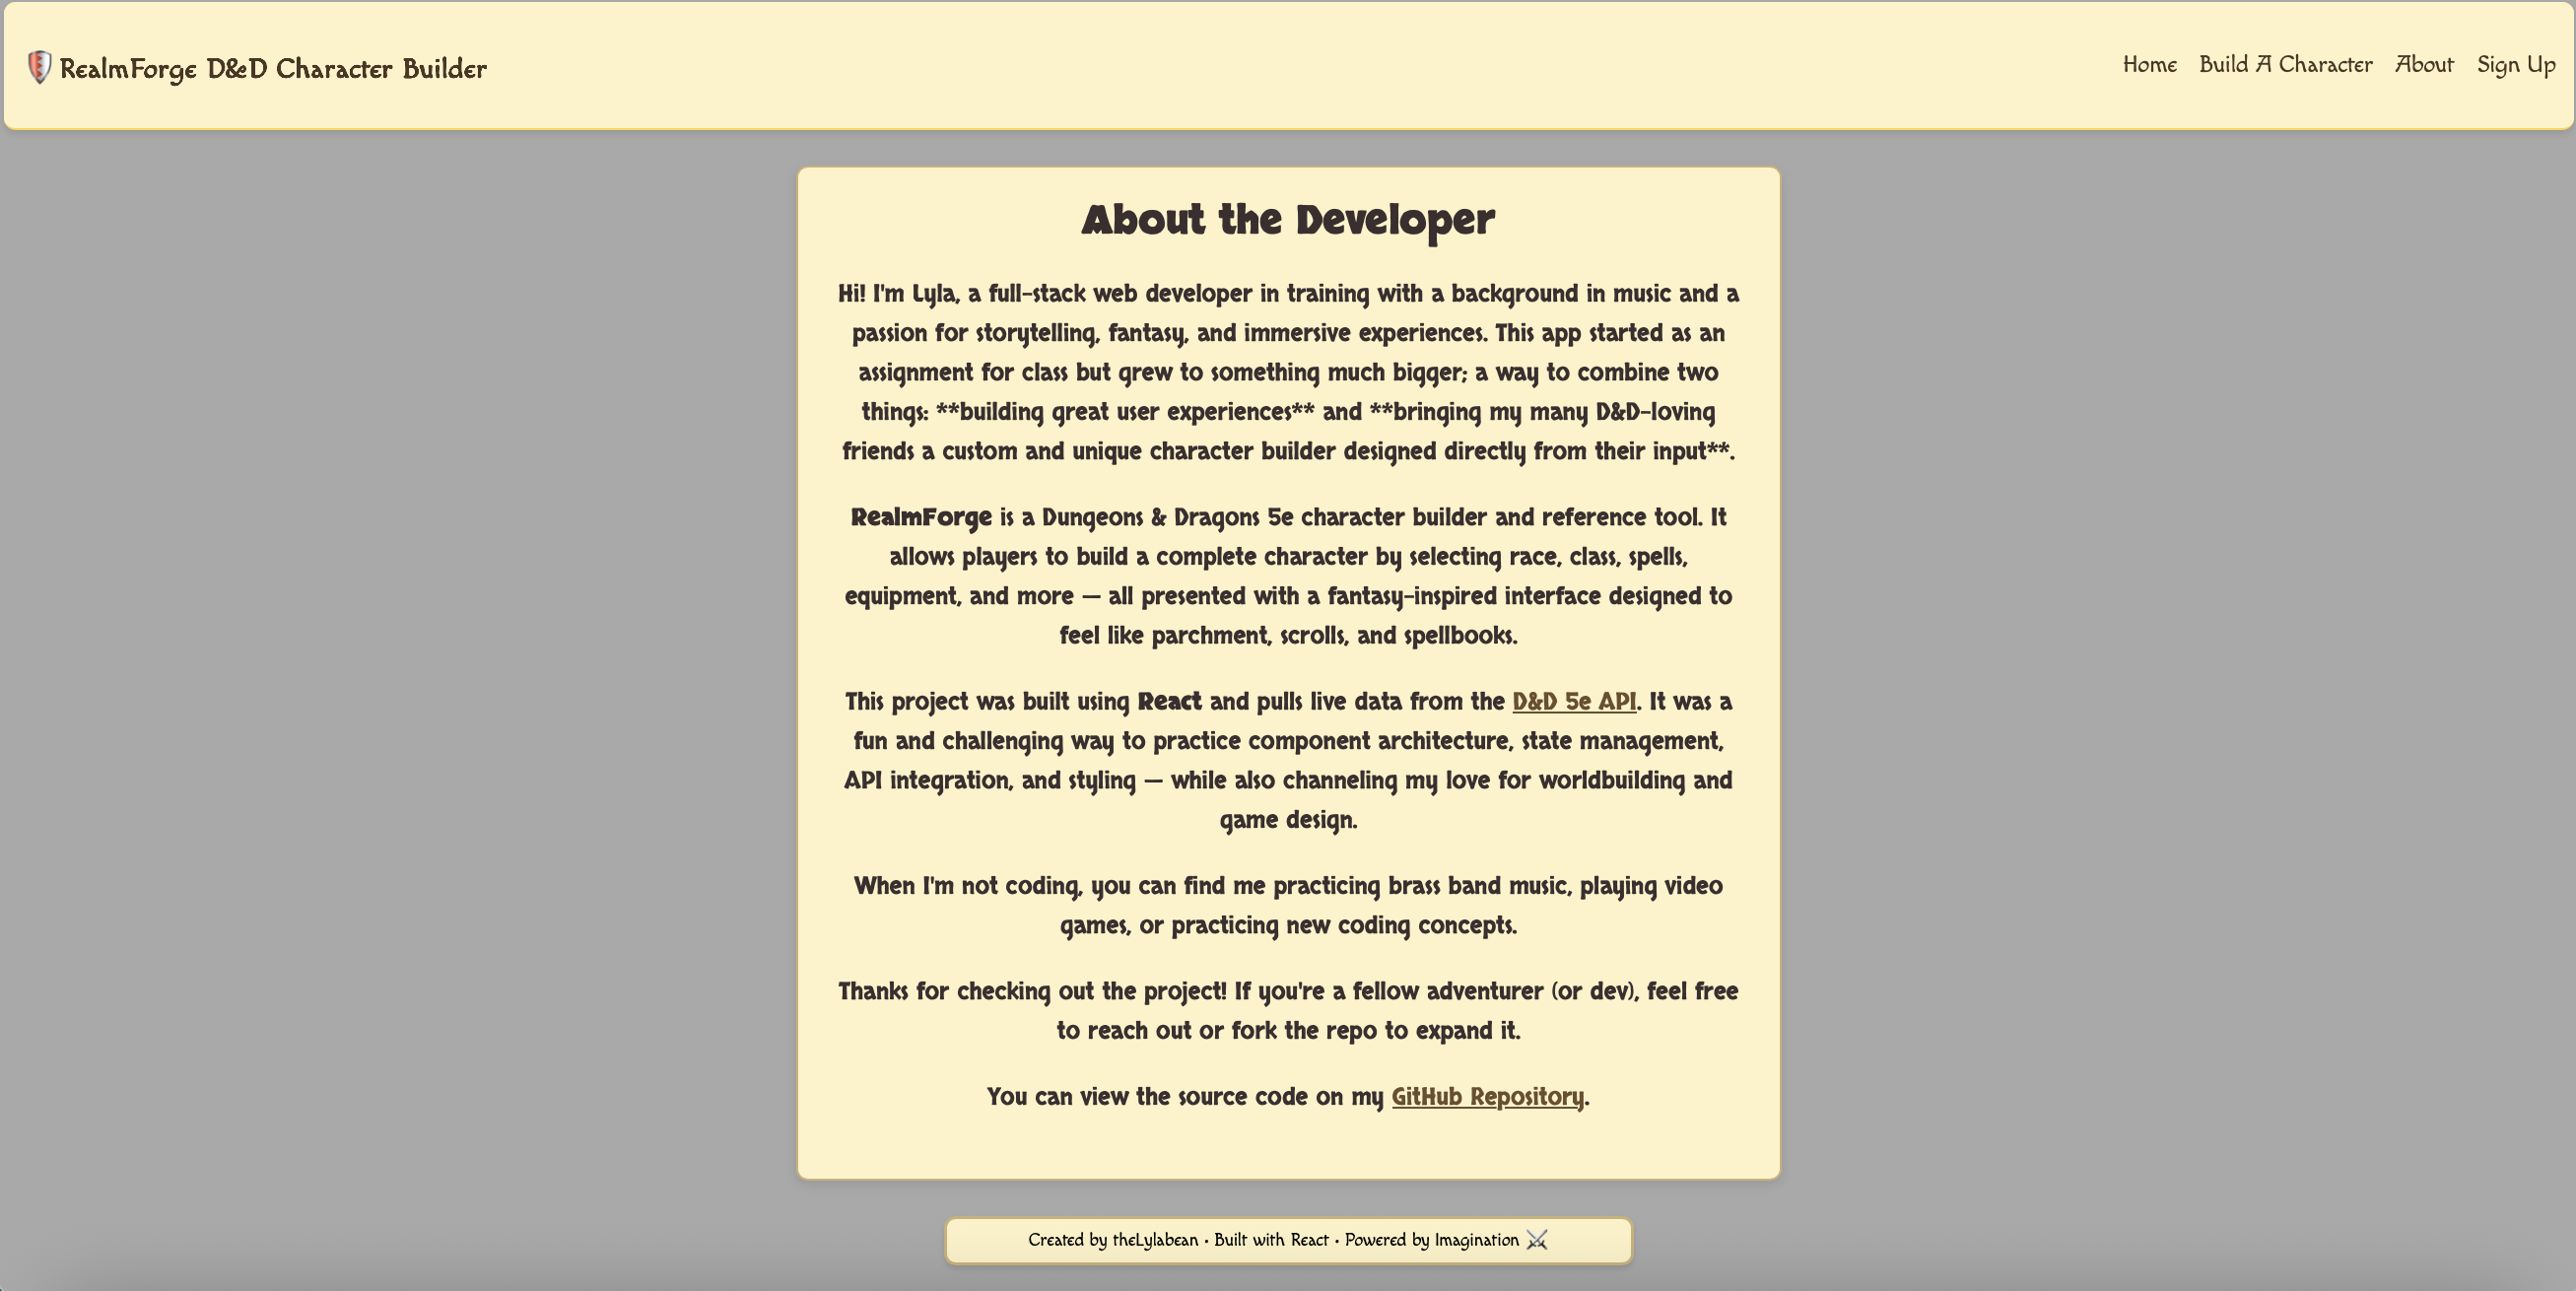 RealmForge D&D Character Builder
Home Build A Character About Sign Up
About the Developer
Hi! I'm Lyla, a full-stack web developer in training with a background in music and a
passion for storytelling, fantasy, and immersive experiences. This app started as an
assignment for class but grew to something much bigger; a way to combine two
things: **building great user experiences** and **bringing my many D&D-loving
friends a custom and unique character builder designed directly from their input**.
RealmForge is a Dungeons & Dragons 5e character builder and reference tool. It
allows players to build a complete character by selecting race, class, spells,
equipment, and more — all presented with a fantasy-inspired interface designed to
feel like parchment, scrolls, and spellbooks.
This project was built using React and pulls live data from the D&D 5e API. It was a
fun and challenging way to practice component architecture, state management,
API integration, and styling — while also channeling my love for worldbuilding and
game design.
When I'm not coding, you can find me practicing brass band music, playing video
games, or practicing new coding concepts.
Thanks for checking out the project! If you're a fellow adventurer (or dev), feel free
to reach out or fork the repo to expand it.
You can view the source code on my GitHub Repository.
Created by theLylabean • Built with React • Powered by Imagination ⚔️